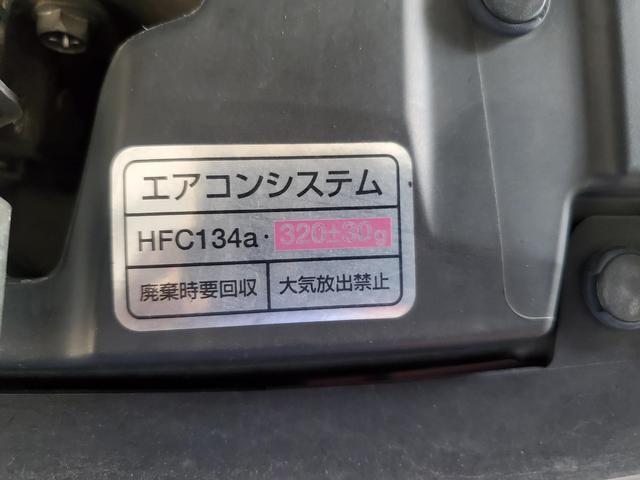 エアコンシステム
HFC134a・320±30g
廃棄時要回収 大気放出禁止